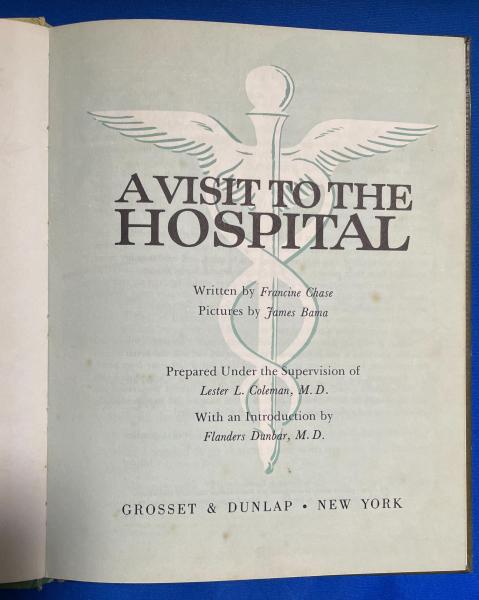 A VISIT TO THE
HOSPITAL
Written by Francine Chase
Pictures by James Bama
Prepared Under the Supervision of
Lester L. Coleman, M. D.
With an Introduction by
Flanders Dunbar, M. D.
GROSSET & DUNLAP • NEW YORK